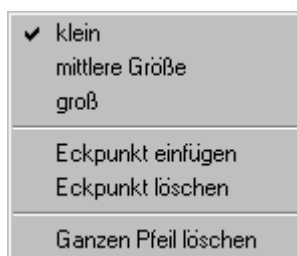 klein
mittlere Größe
groß
Eckpunkt einfügen
Eckpunkt löschen
Ganzen Pfeil löschen